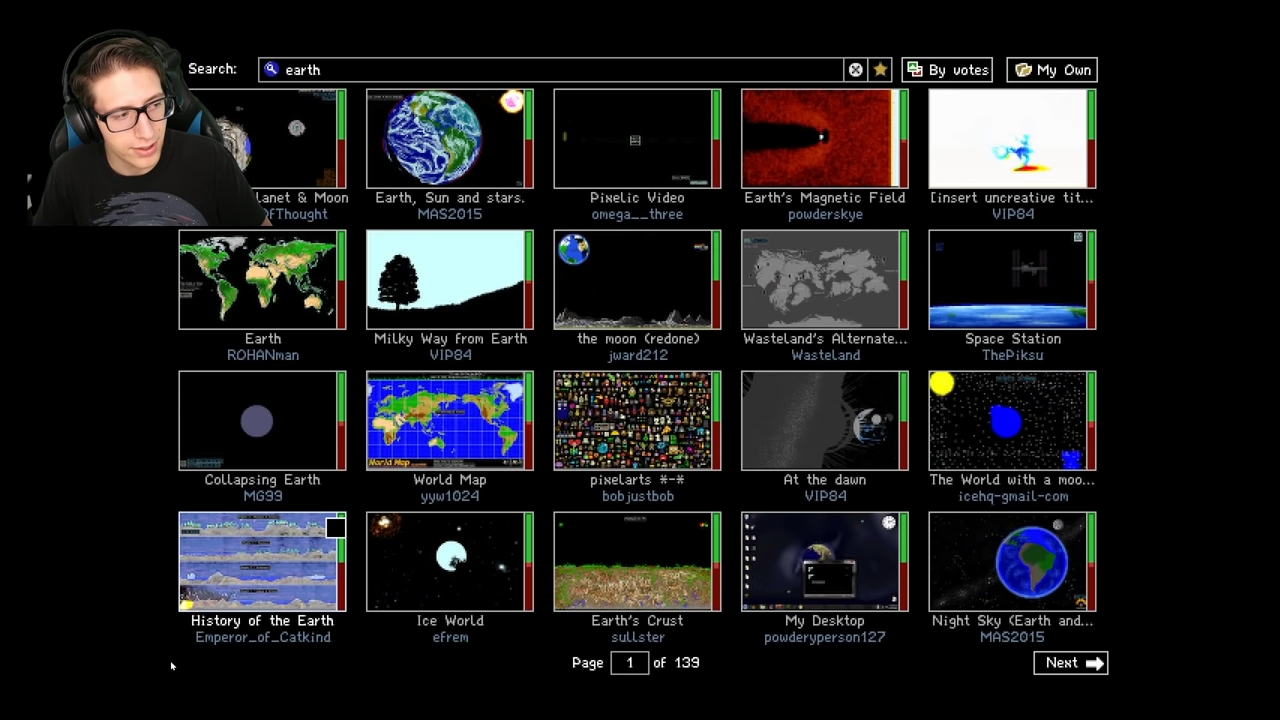 Search:
earth
By votes
My Own
lanet & Moon
Earth, Sun and stars.
Pixelic Video
Earth's Magnetic Field
[insert uncreative tit...
OfThought
MAS2015
omega__three
powderskye
VIP84
Earth
Milky Way from Earth
the moon (redone)
Wasteland's Alternate...
Space Station
ROHANman
VIP84
jward212
Wasteland
ThePiksu
World Map
Collapsing Earth
World Map
pixelarts *-*
At the dawn
The World with a moo...
MG99
yyw1024
bobjustbob
VIP84
icehq-gmail-com
History of the Earth
Ice World
Earth's Crust
My Desktop
Night Sky (Earth and...
Emperor_of_Catkind
efrem
sullster
powderyperson127
MAS2015
Page 1 of 139
Next